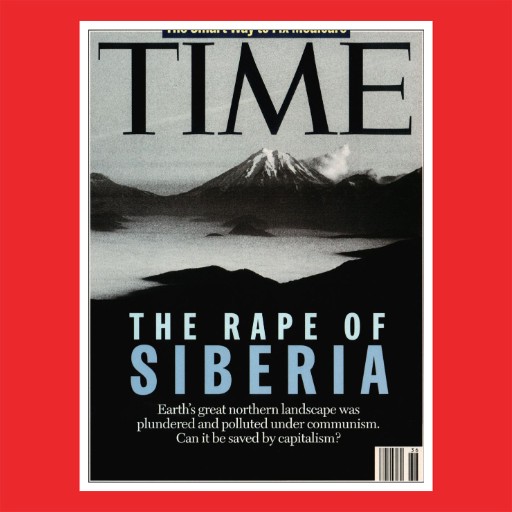 The Smart Way to Fix Medicare
TIME
THE RAPE OF
SIBERIA
Earth's great northern landscape was
plundered and polluted under communism.
Can it be saved by capitalism?
36